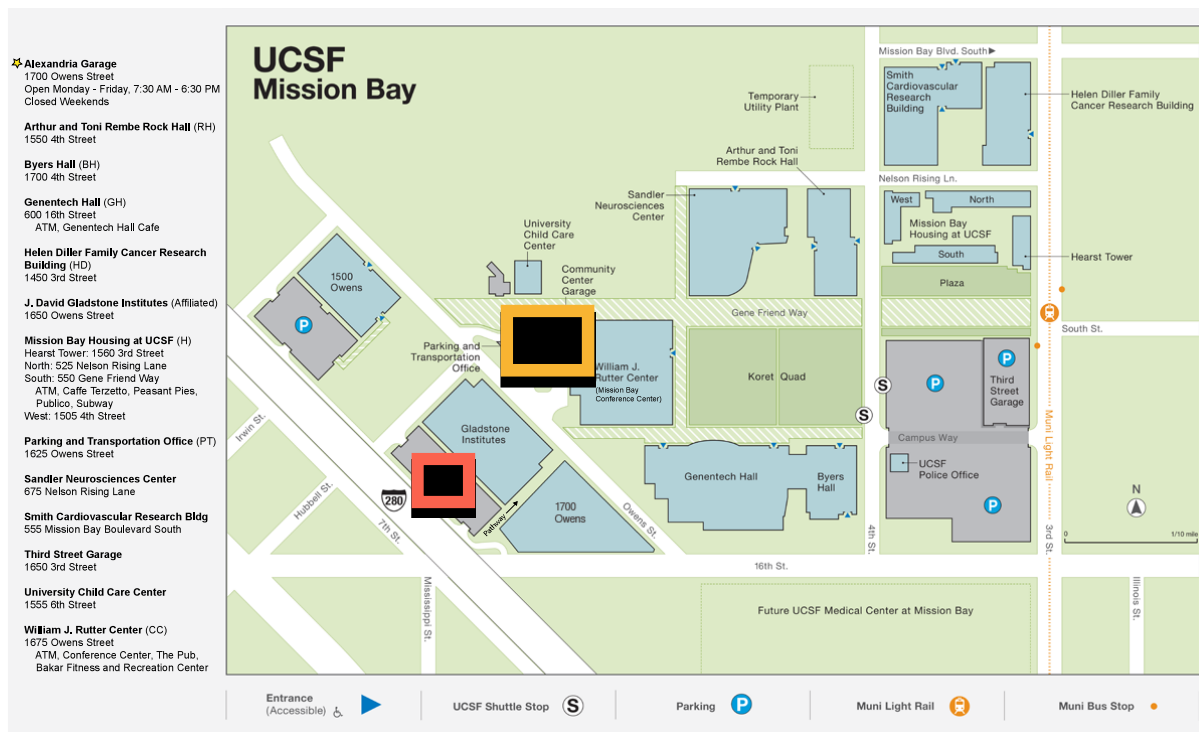 Alexandria Garage
1700 Owens Street
Open Monday - Friday, 7:30 AM - 6:30 PM
Closed Weekends
Arthur and Toni Rembe Rock Hall (RH)
1550 4th Street
Byers Hall (BH)
1700 4th Street
Genentech Hall (GH)
600 16th Street
ATM, Genentech Hall Cafe
Helen Diller Family Cancer Research
Building (HD)
1450 3rd Street
J. David Gladstone Institutes (Affiliated)
1650 Owens Street
Mission Bay Housing at UCSF (H)
Hearst Tower: 1560 3rd Street
North: 525 Nelson Rising Lane
South: 550 Gene Friend Way
ATM, Caffe Terzetto, Peasant Pies,
Publico, Subway
West: 1505 4th Street
Parking and Transportation Office (PT)
1625 Owens Street
Sandler Neurosciences Center
675 Nelson Rising Lane
Smith Cardiovascular Research Bldg
555 Mission Bay Boulevard South
Third Street Garage
1650 3rd Street
University Child Care Center
1555 6th Street
William J. Rutter Center (CC)
1675 Owens Street
ATM, Conference Center, The Pub,
Bakar Fitness and Recreation Center
UCSF
Mission Bay
Mission Bay Blvd. South
Smith
Cardiovascular
Research
Building
Helen Diller Family
Cancer Research Building
Temporary
Utility Plant
Arthur and Toni
Rembe Rock Hall
Nelson Rising Ln.
Sandler
Neurosciences
Center
West
North
Mission Bay
Housing at UCSF
South
Hearst Tower
Plaza
University
Child Care
Center
Community
Center
Garage
1500
Owens
P
Gene Friend Way
South St.
Parking and
Transportation
Office
William J.
Rutter Center
(Mission Bay
Conference Center)
Koret Quad
P
P
Third
Street
Garage
S
S
Muni Light Rail
Campus Way
Gladstone
Institutes
Irwin St.
Hubbell St.
280
7th St.
Pathway
1700
Owens
Owens St.
Genentech Hall
Byers
Hall
UCSF
Police Office
P
4th St.
3rd St.
N
0
1/10 mile
16th St.
Mississippi St.
Illinois St.
Future UCSF Medical Center at Mission Bay
Entrance
(Accessible)
UCSF Shuttle Stop S
Parking P
Muni Light Rail
Muni Bus Stop